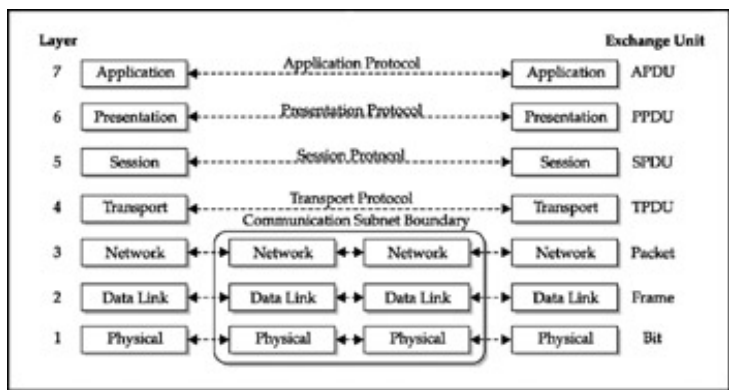 Layer Exchange Unit
Application Protocol
7 Application Application APDU
Presentation Protocol
6 Presentation Presentation PPDU
Session Protocol
5 Session Session SPDU
Transport Protocol
4 Transport Transport TPDU
Communication Subnet Boundary
3 Network Network Network Network Packet
2 Data Link Data Link Data Link Data Link Frame
1 Physical Physical Physical Physical Bit